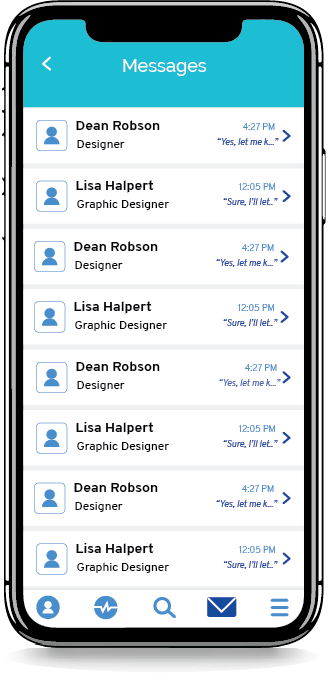 Messages
Dean Robson
4:27 PM
Designer
“Yes, let me k...”
Lisa Halpert
12:05 PM
Graphic Designer
“Sure, I’ll let..”
Dean Robson
4:27 PM
Designer
“Yes, let me k...”
Lisa Halpert
12:05 PM
Graphic Designer
“Sure, I’ll let..”
Dean Robson
4:27 PM
Designer
“Yes, let me k...”
Lisa Halpert
12:05 PM
Graphic Designer
“Sure, I’ll let..”
Dean Robson
4:27 PM
Designer
“Yes, let me k...”
Lisa Halpert
12:05 PM
Graphic Designer
“Sure, I’ll let..”